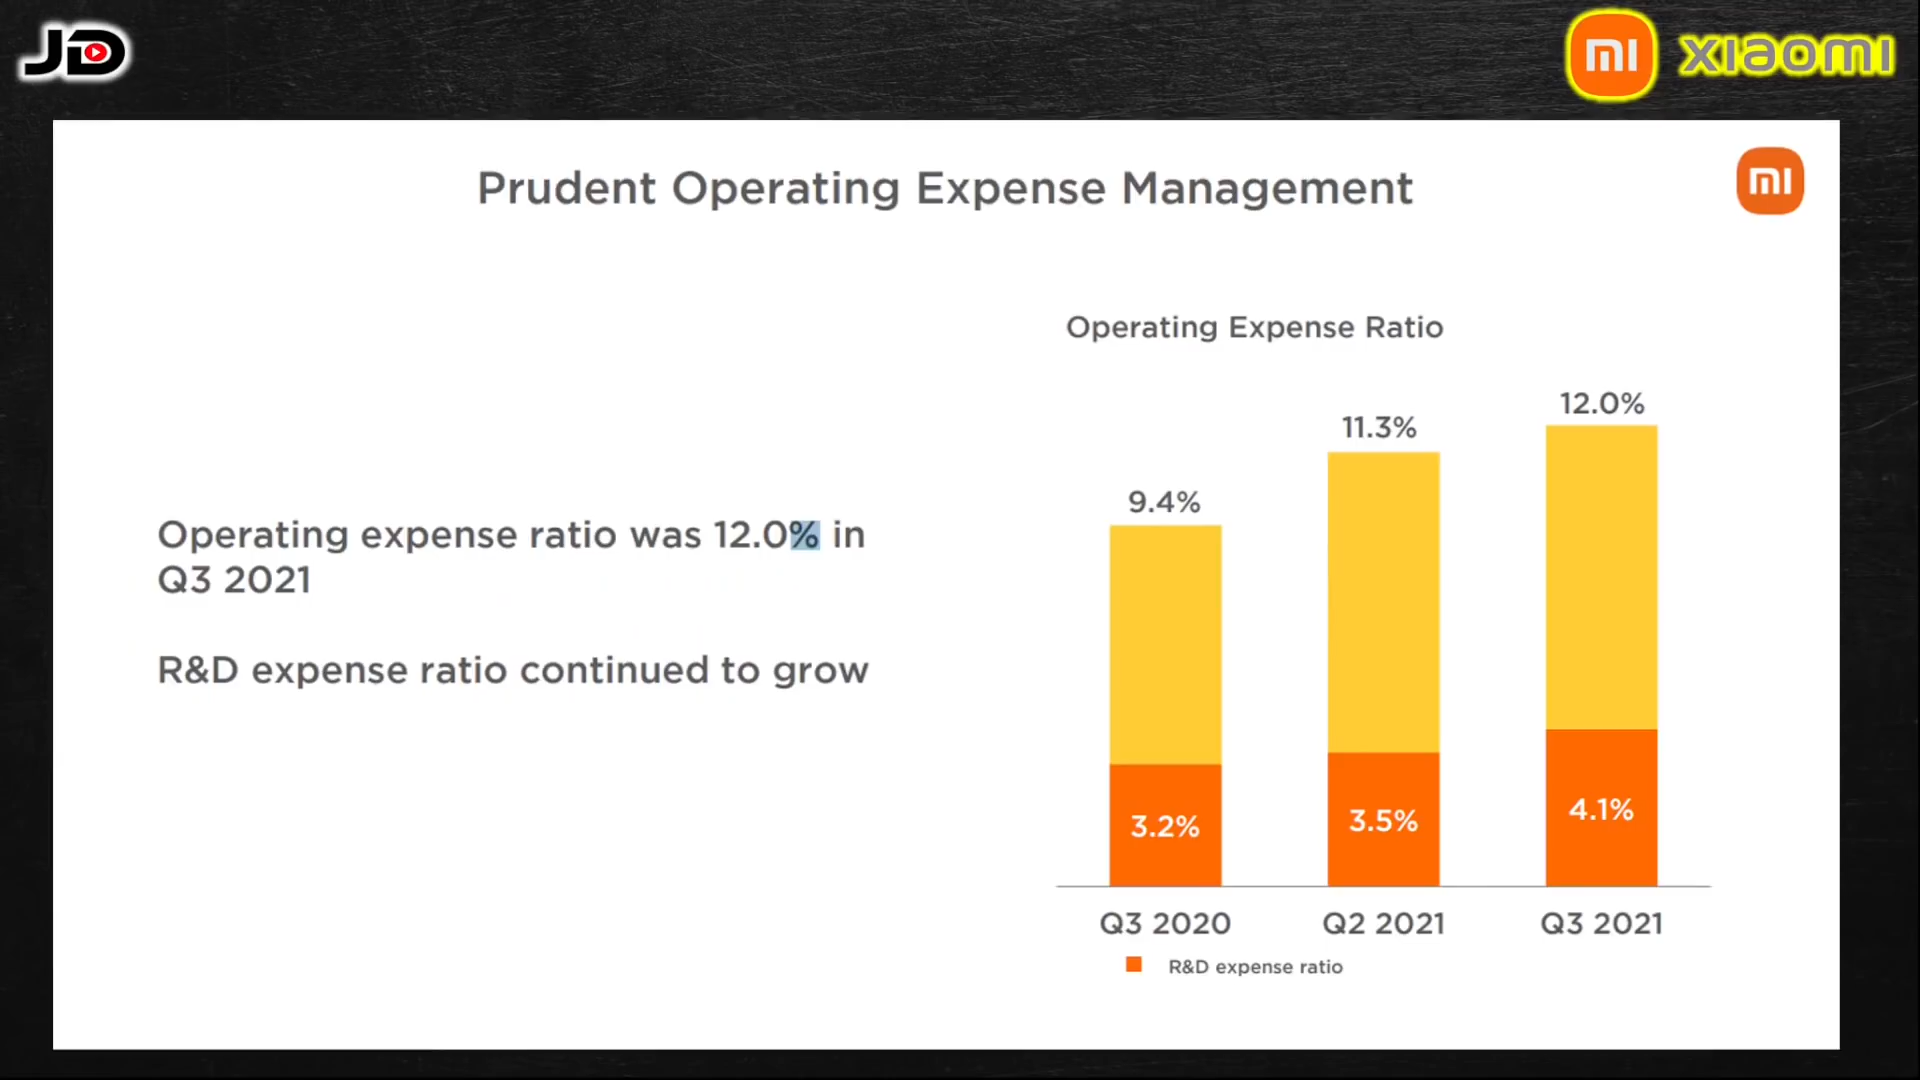 JD
mi xiaomi
Prudent Operating Expense Management
mi
Operating Expense Ratio
Operating expense ratio was 12.0% in
Q3 2021
R&D expense ratio continued to grow
9.4%
11.3%
12.0%
3.2%
3.5%
4.1%
Q3 2020
Q2 2021
Q3 2021
R&D expense ratio